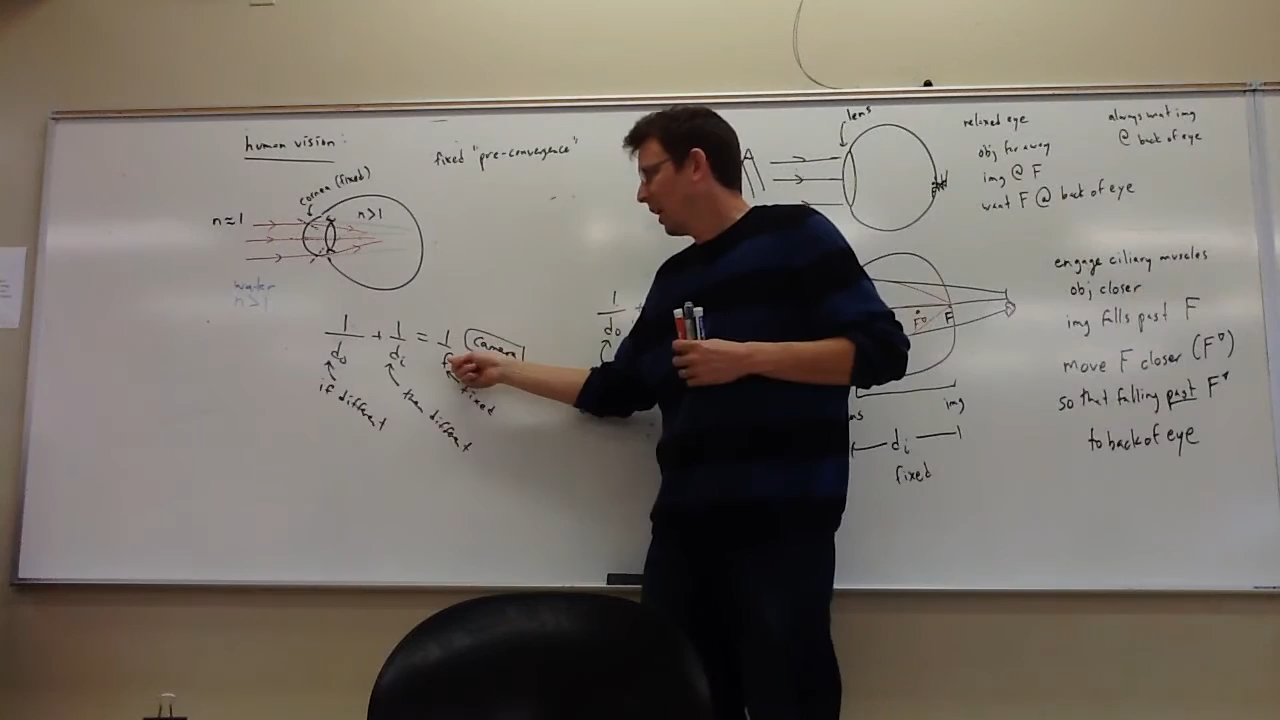 human vision:
fixed "pre-convergence"
cornea (fixed)
n≈1
n>1
water
n>1
1/do + 1/di = 1/f
camera
if different
then different
fixed
1
do
lens
relaxed eye
obj far away
img @ F
want F @ back of eye
always want img
@ back of eye
F
engage ciliary muscles
obj closer
img falls past F
move F closer (F°)
so that falling past F
to back of eye
img
di
fixed